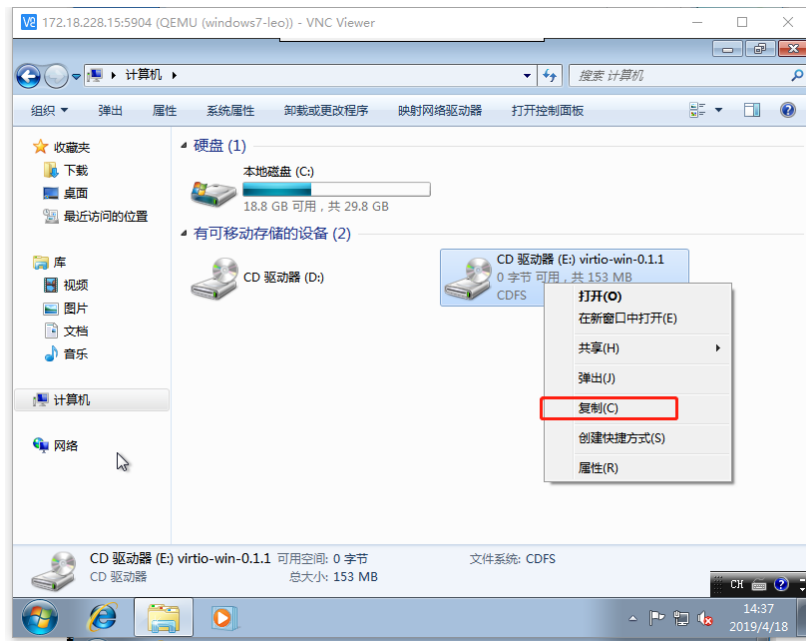 172.18.228.15:5904 (QEMU (windows7-leo)) - VNC Viewer
计算机
搜索 计算机
组织 弹出 属性 系统属性 卸载或更改程序 映射网络驱动器 打开控制面板
收藏夹
下载
桌面
最近访问的位置
库
视频
图片
文档
音乐
计算机
网络
硬盘 (1)
本地磁盘 (C:)
18.8 GB 可用，共 29.8 GB
有可移动存储的设备 (2)
CD 驱动器 (D:)
CD 驱动器 (E:) virtio-win-0.1.1
0 字节 可用，共 153 MB
CDFS
打开(O)
在新窗口中打开(E)
共享(H)
弹出(J)
复制(C)
创建快捷方式(S)
属性(R)
CD 驱动器 (E:) virtio-win-0.1.1 可用空间: 0 字节 文件系统: CDFS
CD 驱动器 总大小: 153 MB
CH
14:37
2019/4/18